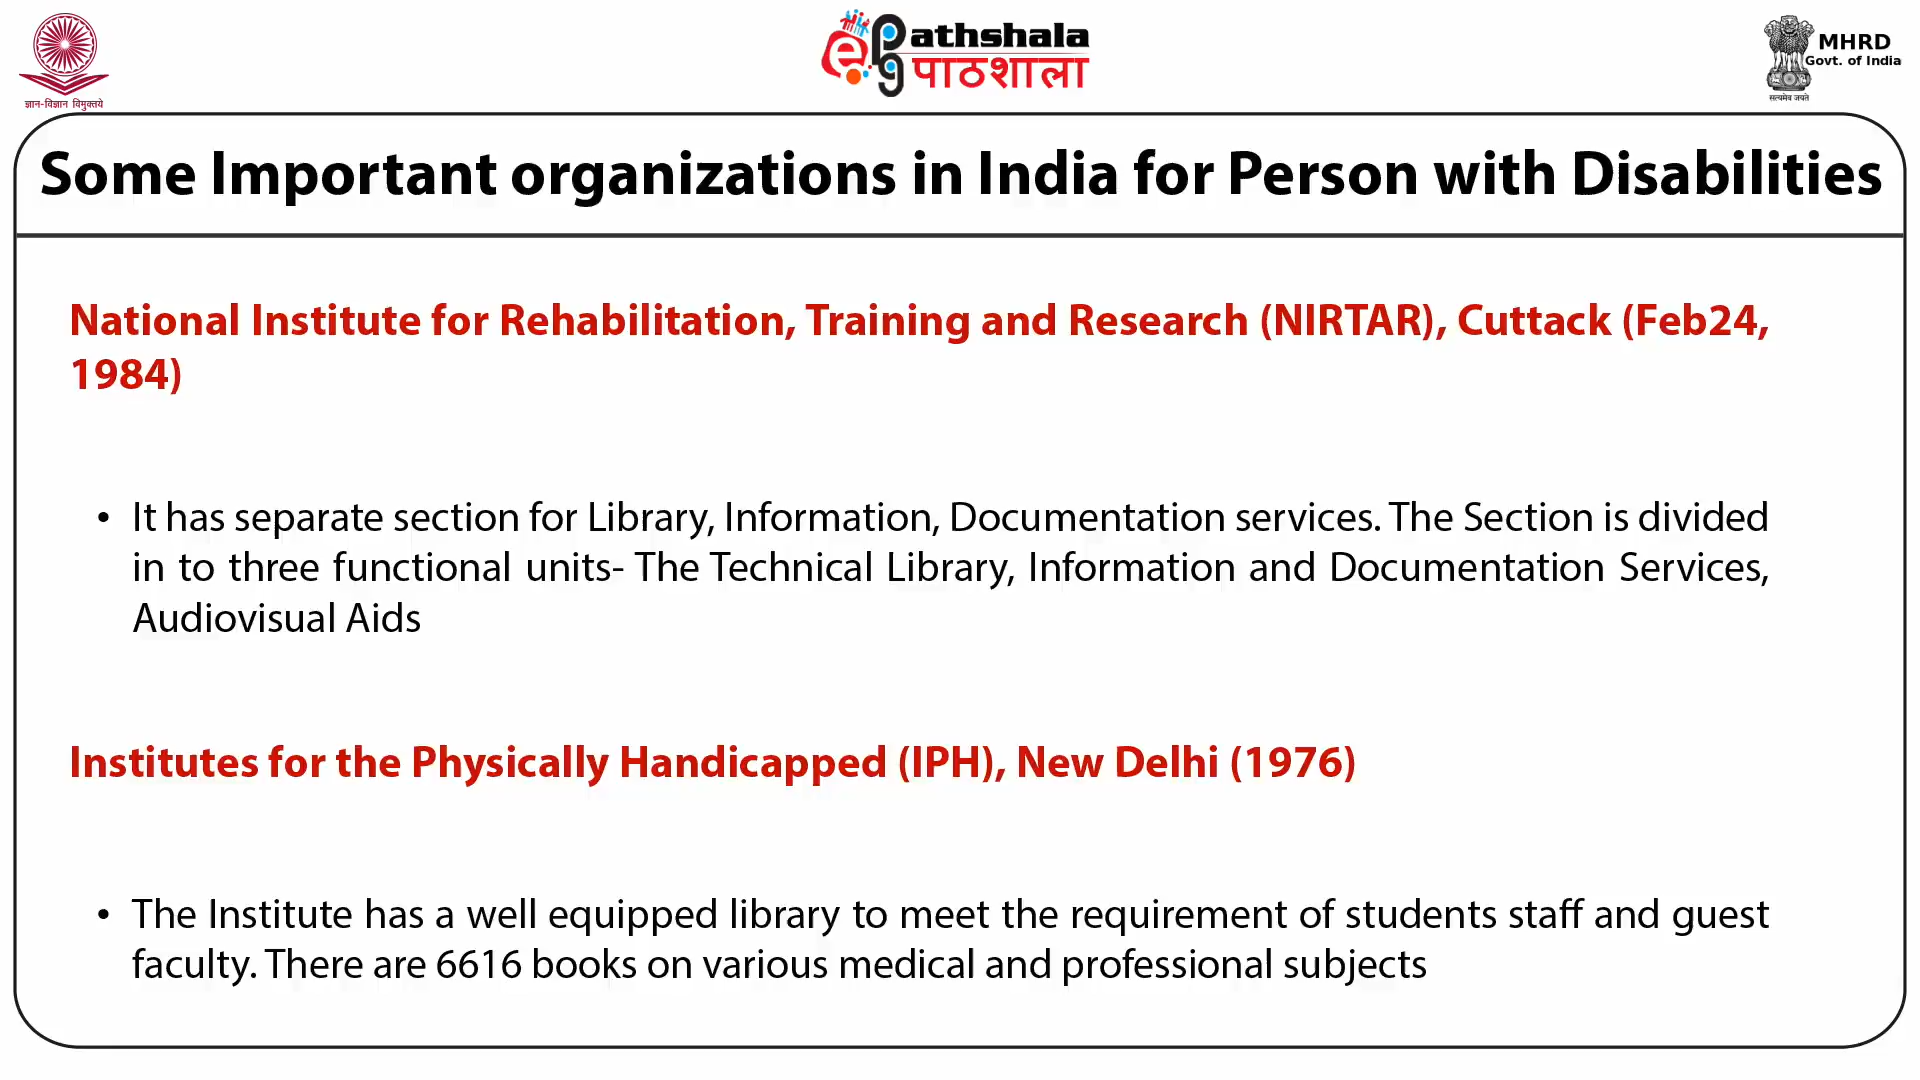 ज्ञान-विज्ञान विमुक्तये
e Pg athshala
पाठशाला
MHRD
Govt. of India
सत्यमेव जयते
Some Important organizations in India for Person with Disabilities
National Institute for Rehabilitation, Training and Research (NIRTAR), Cuttack (Feb24,
1984)
• It has separate section for Library, Information, Documentation services. The Section is divided
in to three functional units- The Technical Library, Information and Documentation Services,
Audiovisual Aids
Institutes for the Physically Handicapped (IPH), New Delhi (1976)
• The Institute has a well equipped library to meet the requirement of students staff and guest
faculty. There are 6616 books on various medical and professional subjects